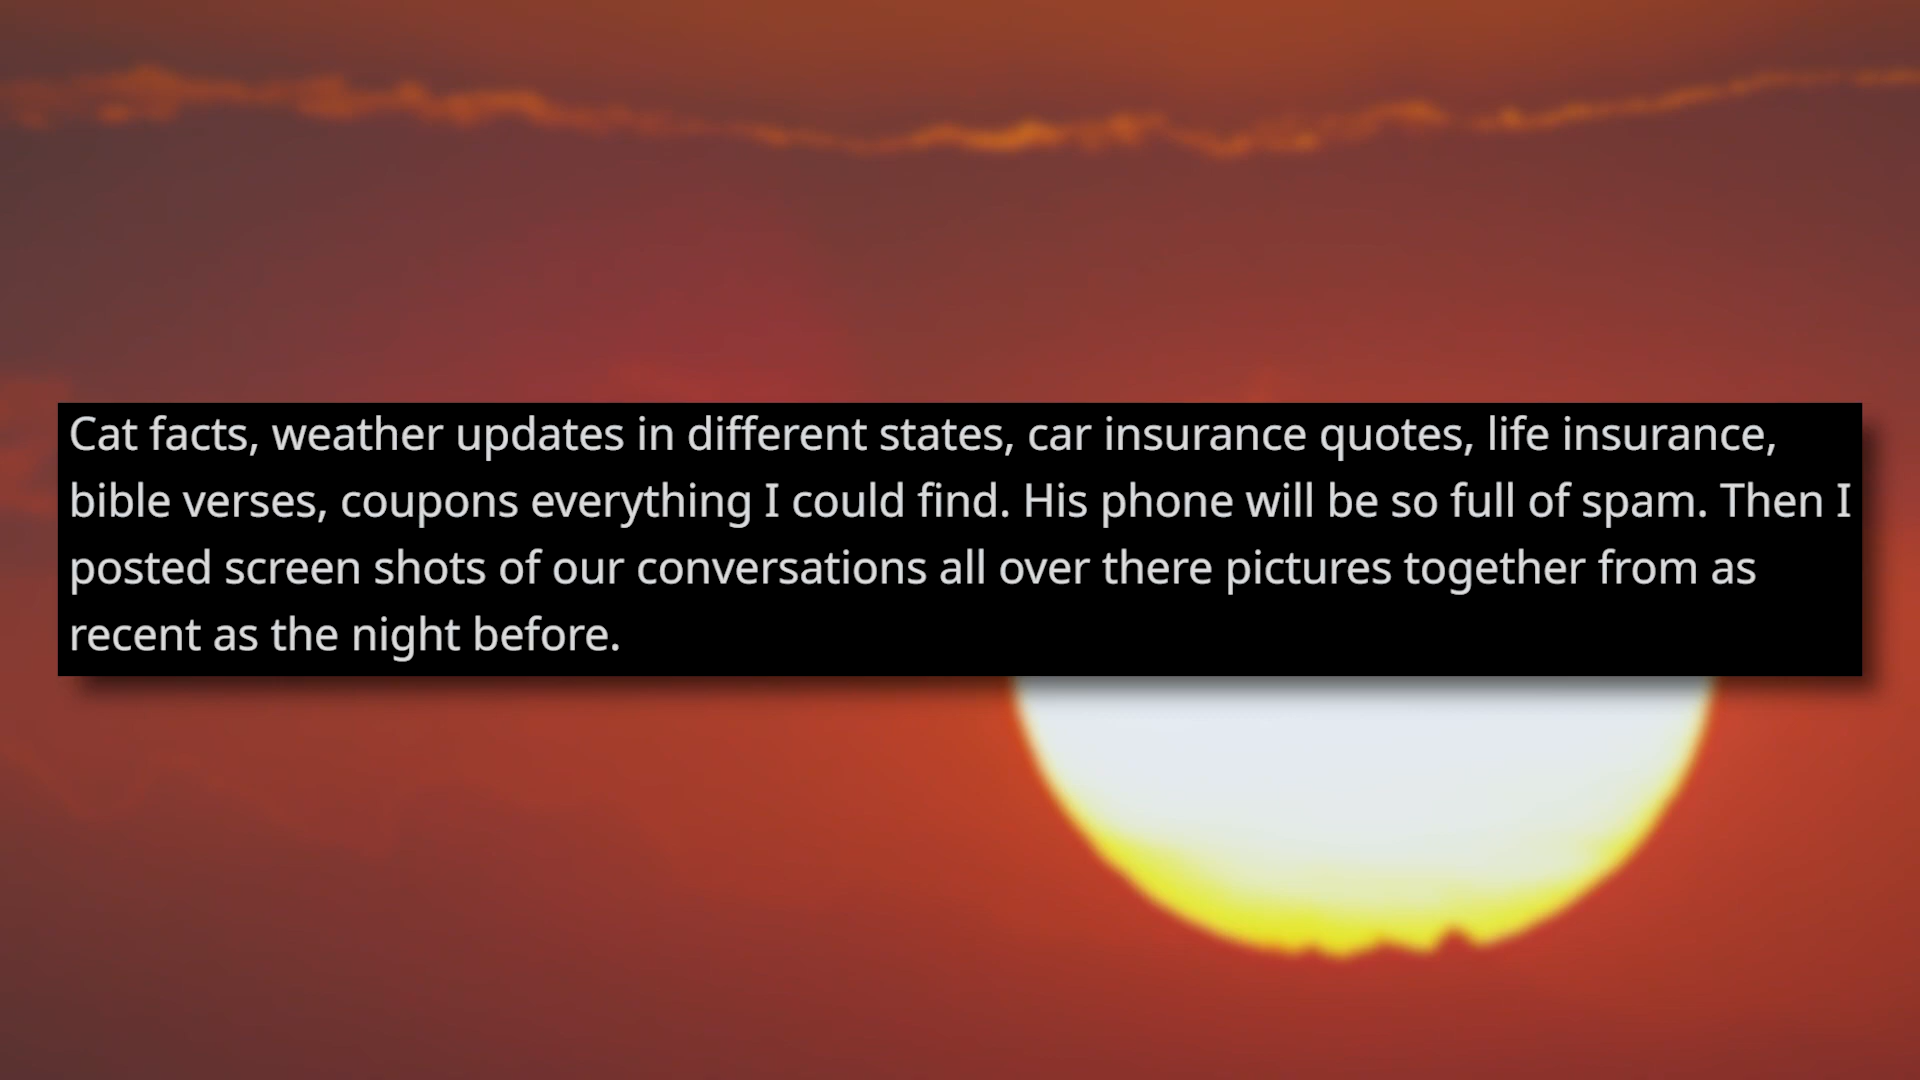 Cat facts, weather updates in different states, car insurance quotes, life insurance,
bible verses, coupons everything I could find. His phone will be so full of spam. Then I
posted screen shots of our conversations all over there pictures together from as
recent as the night before.